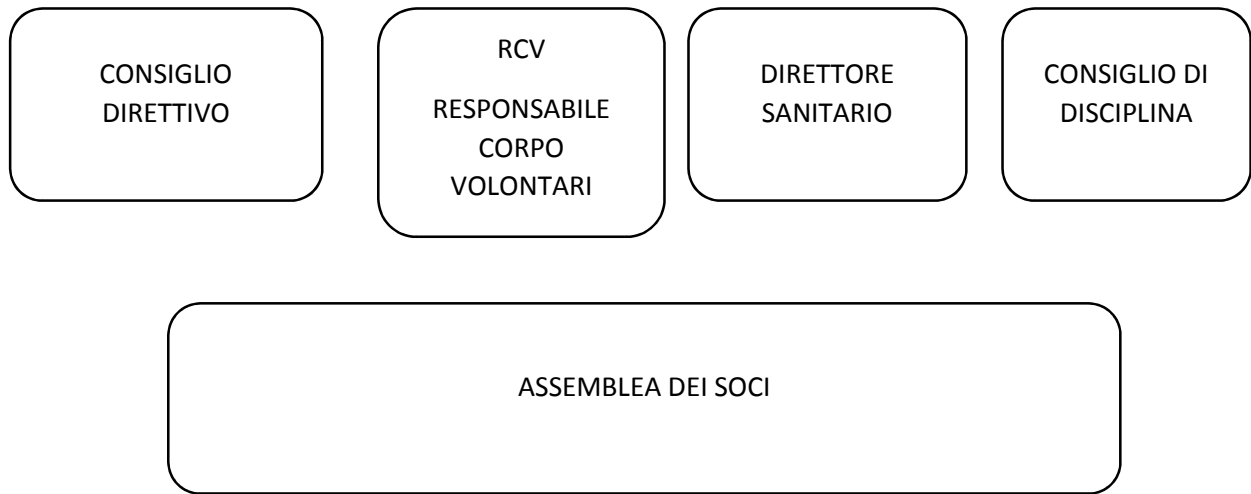 CONSIGLIO
DIRETTIVO
RCV
RESPONSABILE
CORPO
VOLONTARI
DIRETTORE
SANITARIO
CONSIGLIO DI
DISCIPLINA
ASSEMBLEA DEI SOCI